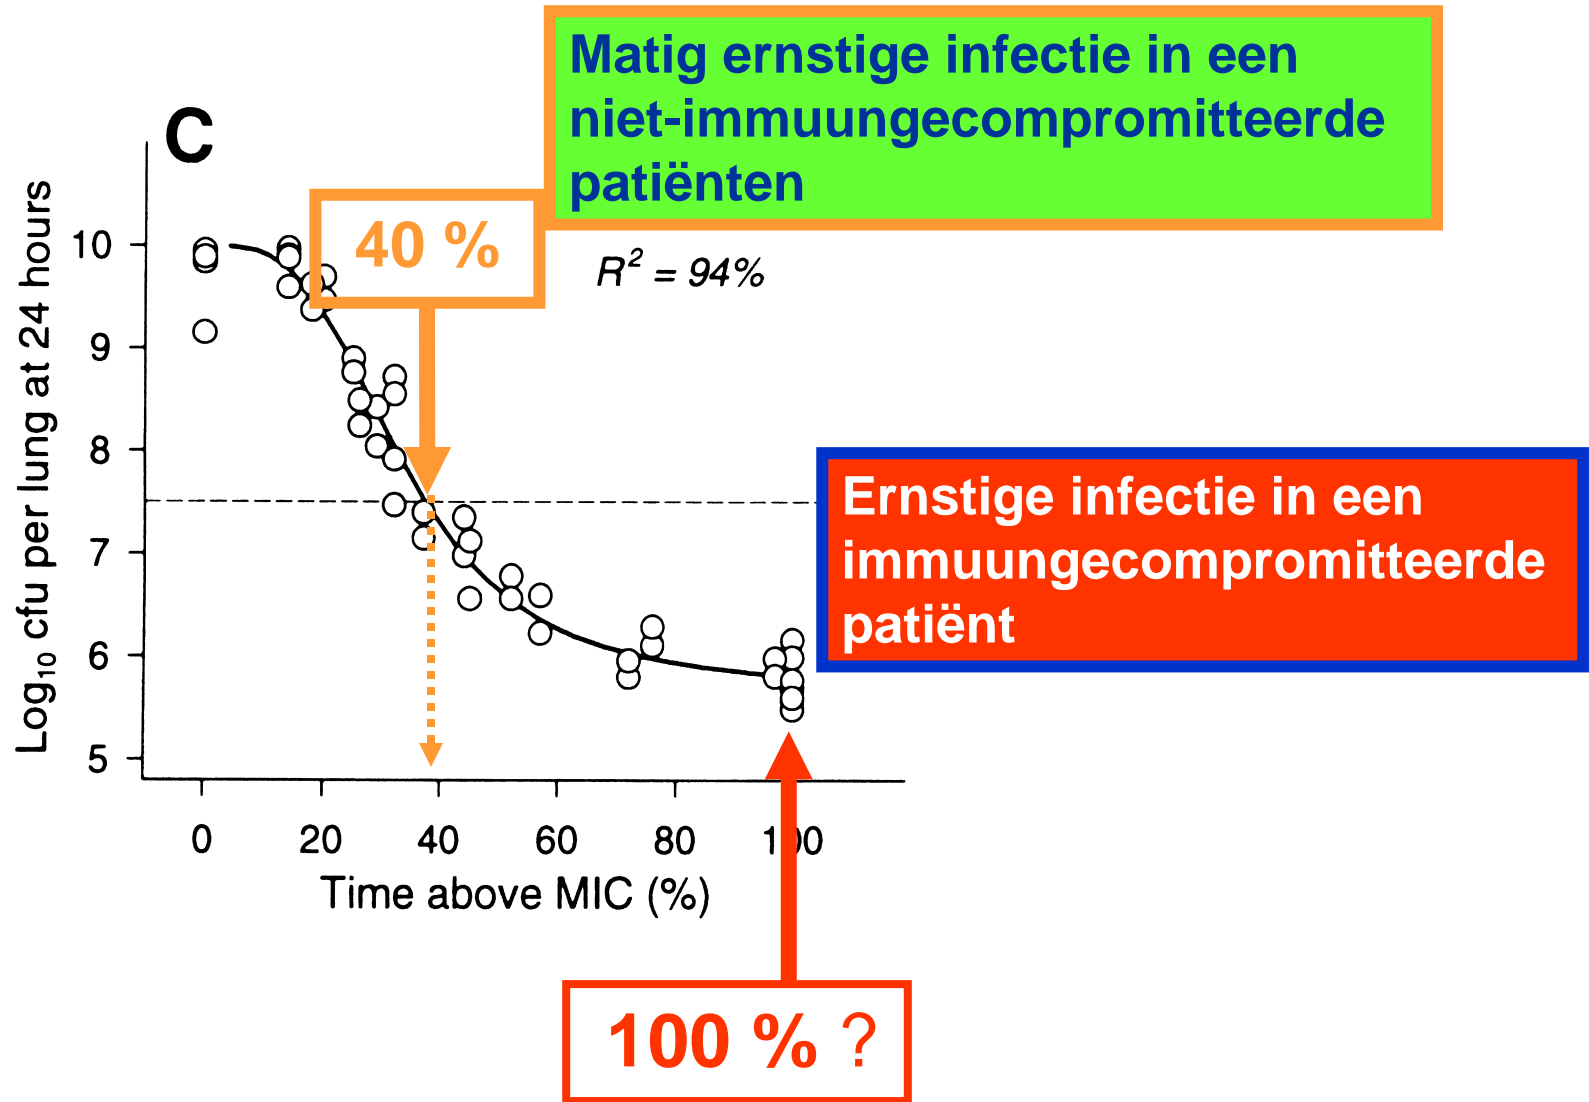 Matig ernstige infectie in een
niet-immuungecompromitteerde
patiënten
C
40 %
R² = 94%
Log₁₀ cfu per lung at 24 hours
10
9
8
7
6
5
Ernstige infectie in een
immuungecompromitteerde
patiënt
0 20 40 60 80 100
Time above MIC (%)
100 % ?